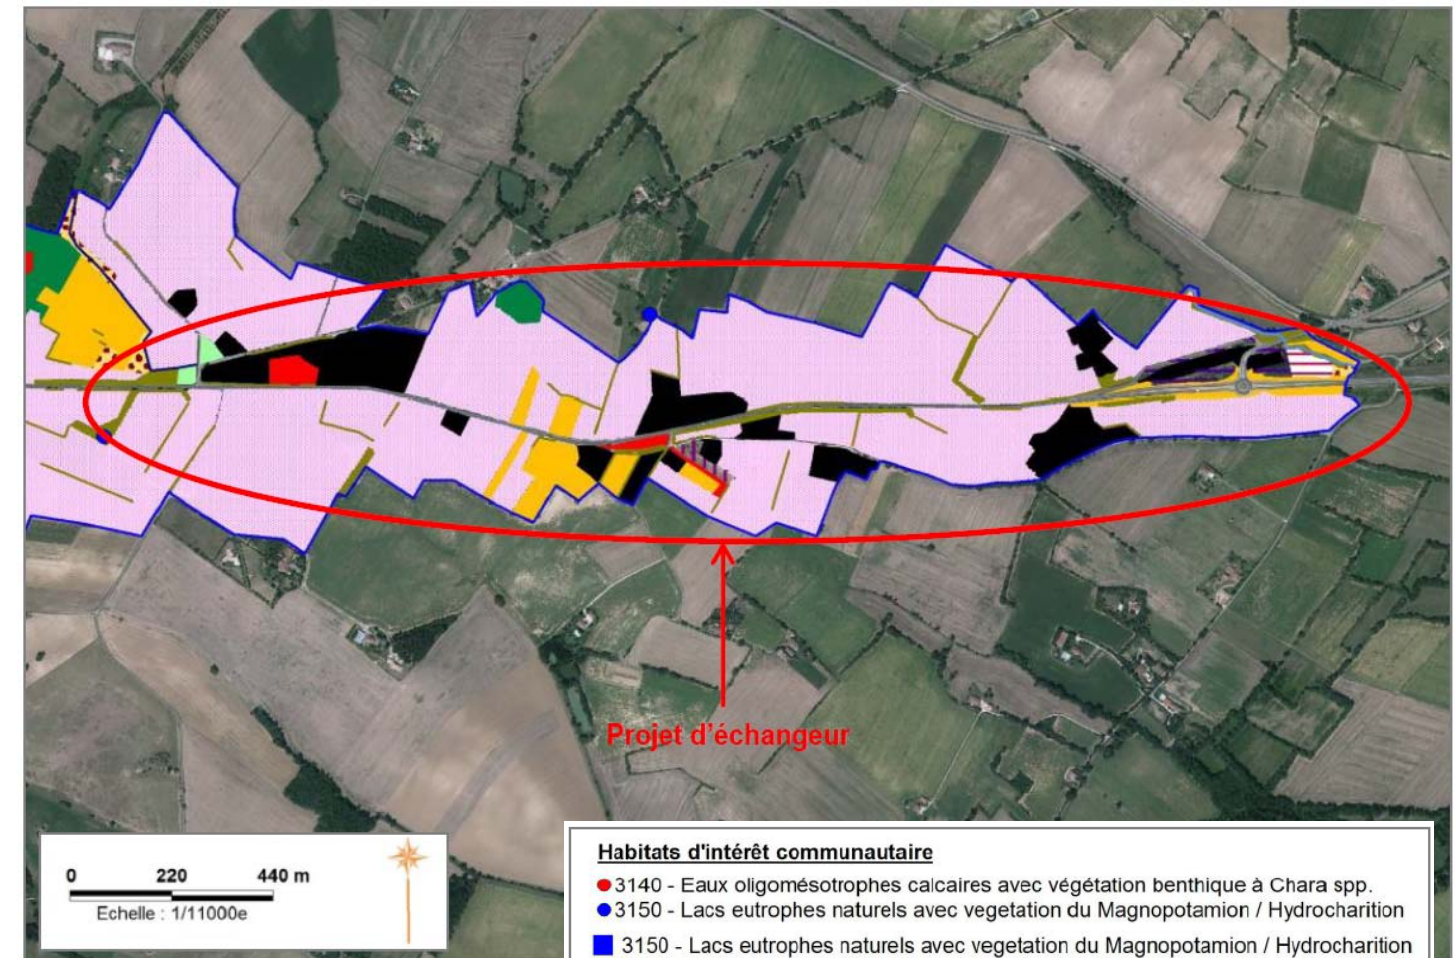 Projet d'échangeur
0 220 440 m
Echelle : 1/11000e
Habitats d'intérêt communautaire
3140 - Eaux oligomésotrophes calcaires avec végétation benthique à Chara spp.
3150 - Lacs eutrophes naturels avec vegetation du Magnopotamion / Hydrocharition
3150 - Lacs eutrophes naturels avec vegetation du Magnopotamion / Hydrocharition